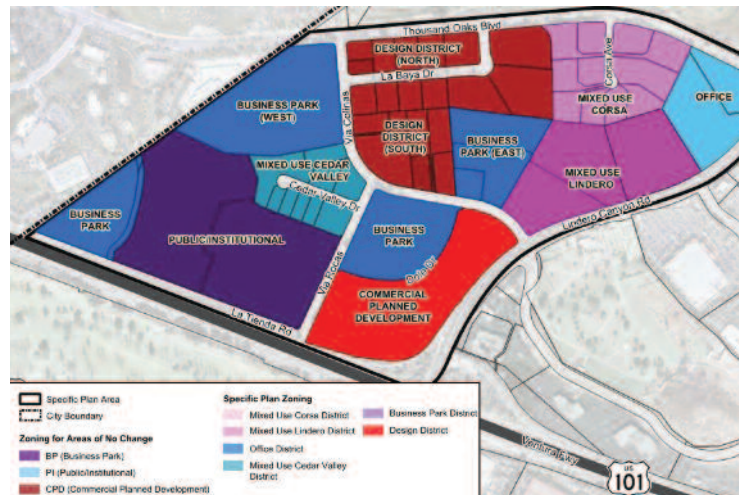 Thousand Oaks Blvd
DESIGN DISTRICT
(NORTH)
La Baya Dr
Corsa Ave
BUSINESS PARK
(WEST)
Via Colinas
MIXED USE
CORSA
OFFICE
DESIGN
DISTRICT
(SOUTH)
BUSINESS
PARK (EAST)
MIXED USE CEDAR
VALLEY
Cedar Valley Dr
MIXED USE
LINDERO
Lindero Canyon Rd
BUSINESS
PARK
PUBLIC/INSTITUTIONAL
BUSINESS
PARK
Via Rocas
COMMERCIAL
PLANNED
DEVELOPMENT
La Tienda Rd
Specific Plan Area
City Boundary
Zoning for Areas of No Change
BP (Business Park)
PI (Public/Institutional)
CPD (Commercial Planned Development)
Specific Plan Zoning
Mixed Use Corsa District
Mixed Use Lindero District
Office District
Mixed Use Cedar Valley
District
Business Park District
Design District
Ventura Fwy
US
101